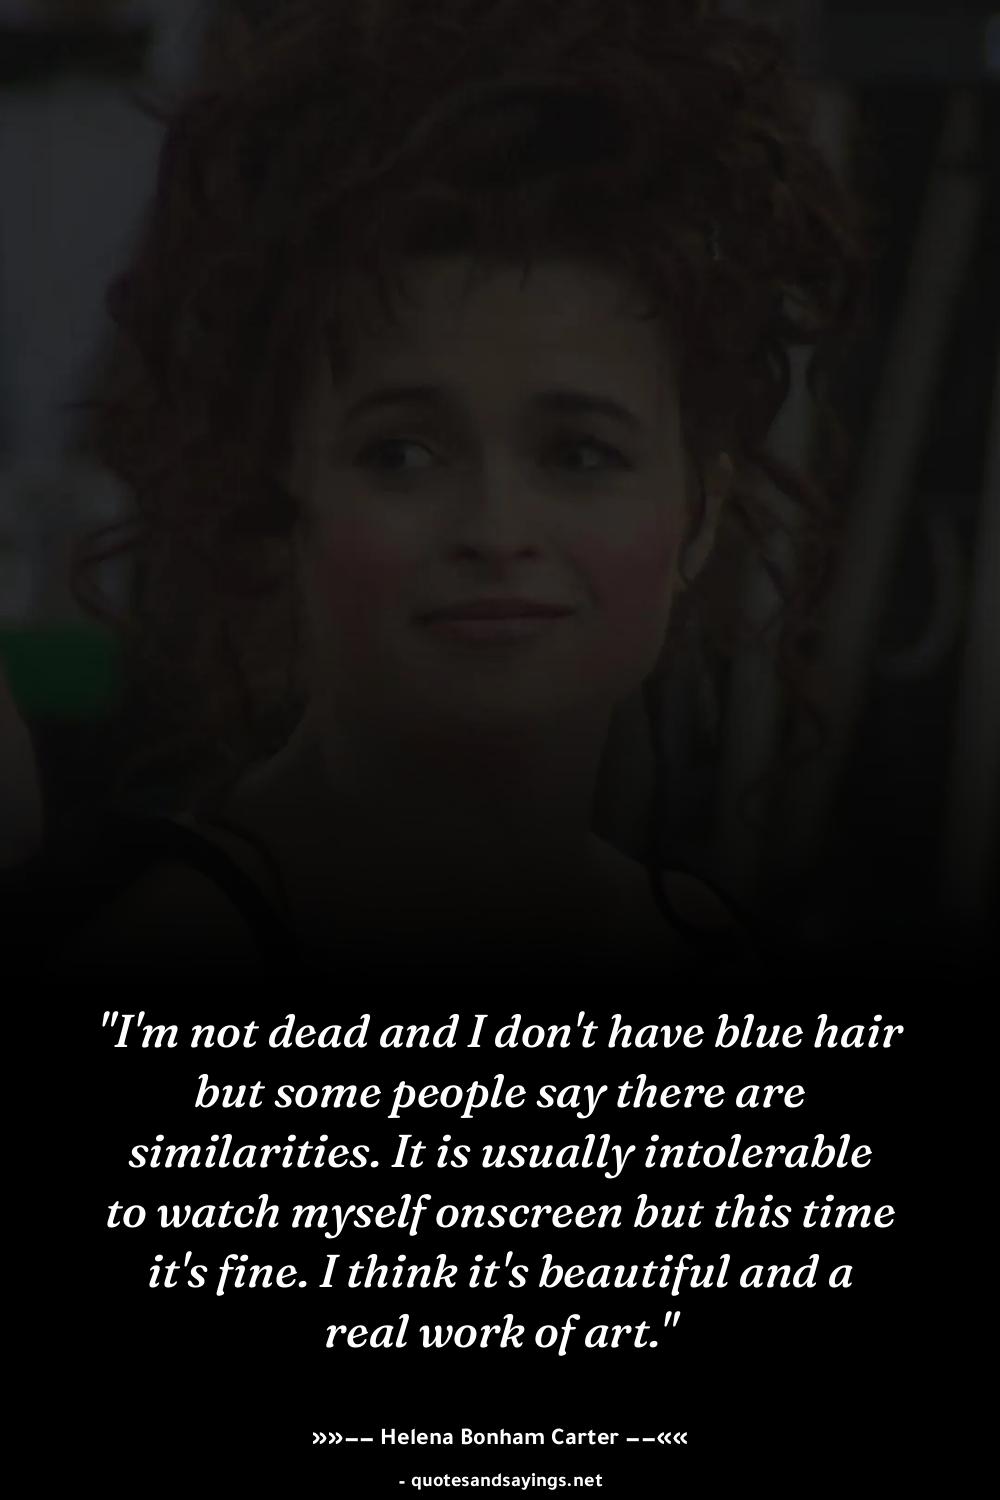 "I'm not dead and I don't have blue hair
but some people say there are
similarities. It is usually intolerable
to watch myself onscreen but this time
it's fine. I think it's beautiful and a
real work of art."
»»−− Helena Bonham Carter −−««
- quotesandsayings.net